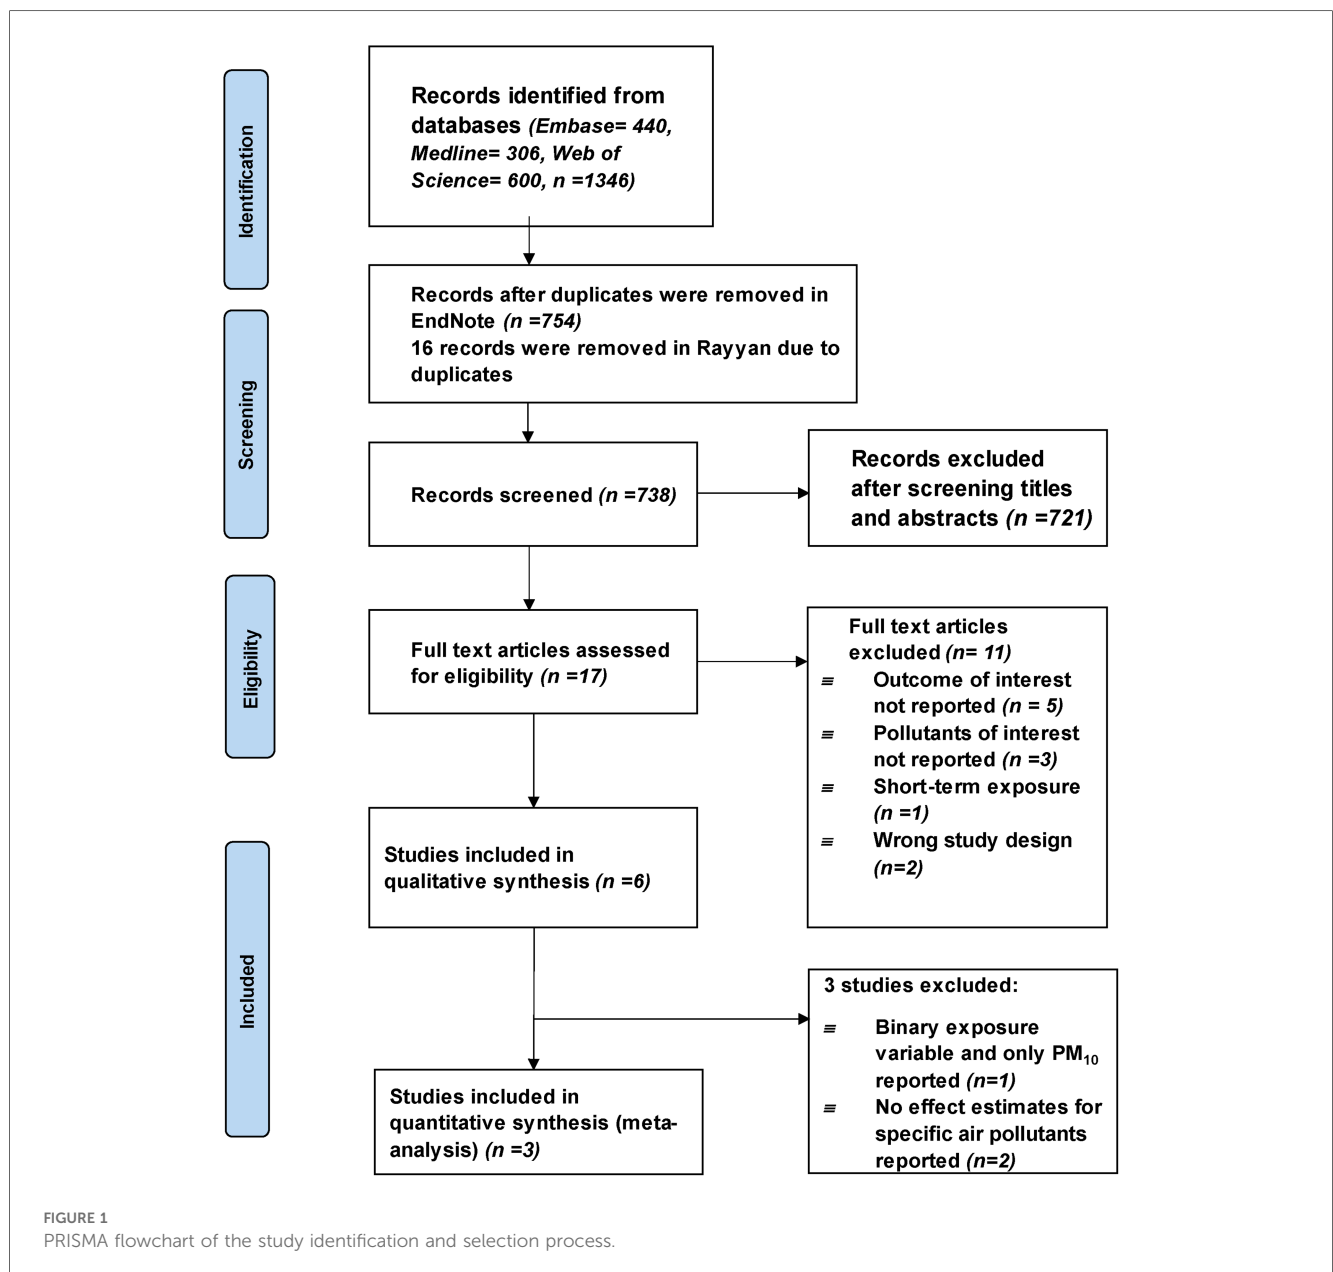 Identification
Records identified from
databases (Embase= 440,
Medline= 306, Web of
Science= 600, n =1346)
Records after duplicates were removed in
EndNote (n =754)
16 records were removed in Rayyan due to
duplicates
Screening
Records screened (n =738)
Records excluded
after screening titles
and abstracts (n =721)
Eligibility
Full text articles assessed
for eligibility (n =17)
Full text articles
excluded (n= 11)
≡ Outcome of interest
not reported (n = 5)
≡ Pollutants of interest
not reported (n =3)
≡ Short-term exposure
(n =1)
≡ Wrong study design
(n=2)
Included
Studies included in
qualitative synthesis (n =6)
3 studies excluded:
≡ Binary exposure
variable and only PM₁₀
reported (n=1)
≡ No effect estimates for
specific air pollutants
reported (n=2)
Studies included in
quantitative synthesis (meta-
analysis) (n =3)
FIGURE 1
PRISMA flowchart of the study identification and selection process.